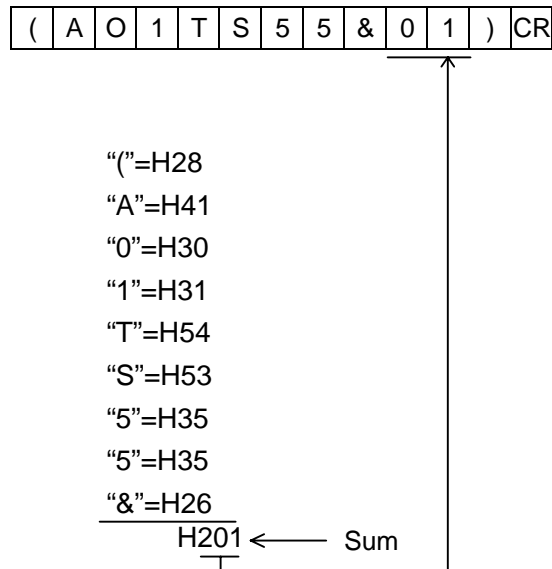 ( A O 1 T S 5 5 & 0 1 ) CR
“(”=H28
“A”=H41
“0”=H30
“1”=H31
“T”=H54
“S”=H53
“5”=H35
“5”=H35
“&”=H26
H201 Sum